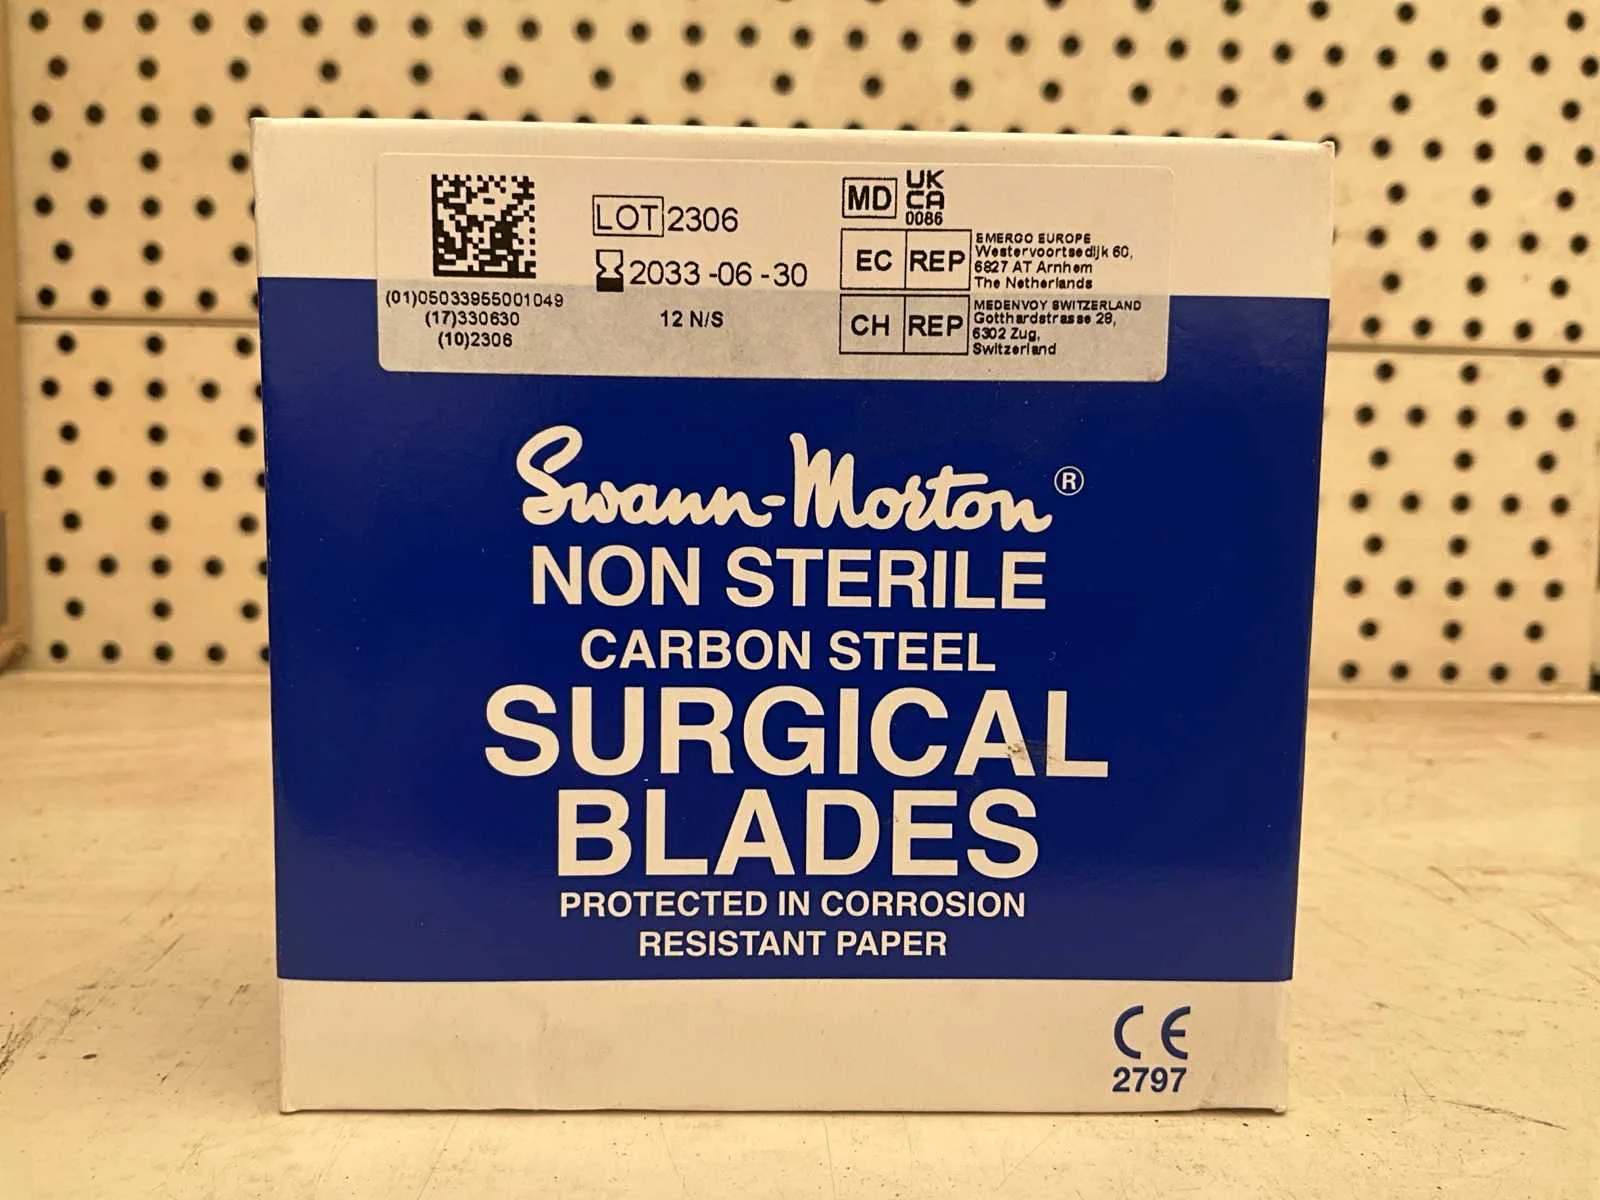 LOT 2306
2033-06-30
12 N/S
(01)05033955001049
(17)330630
(10)2306
MD
UK
CA
0086
EC REP
EMERGO EUROPE
Westervoortsedijk 60,
6827 AT Arnhem
The Netherlands
CH REP
MEDENVOY SWITZERLAND
Gotthardstrasse 28,
6302 Zug,
Switzerland
Swann-Morton®
NON STERILE
CARBON STEEL
SURGICAL
BLADES
PROTECTED IN CORROSION
RESISTANT PAPER
CE
2797